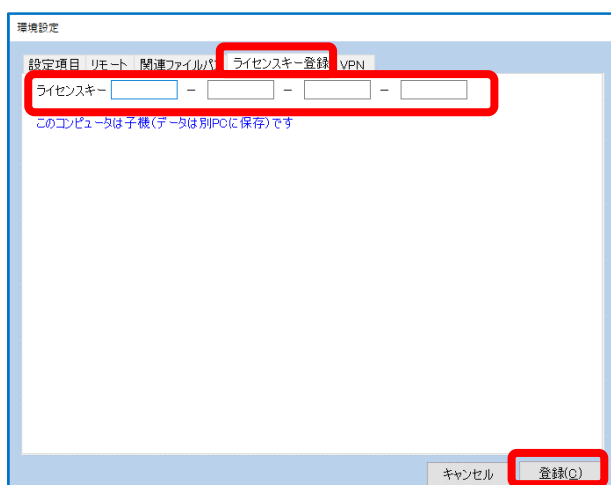 環境設定
設定項目 リモート 関連ファイルパス ライセンスキー登録 VPN
ライセンスキー － － －
このコンピュータは子機(データは別PCに保存)です
キャンセル 登録(C)